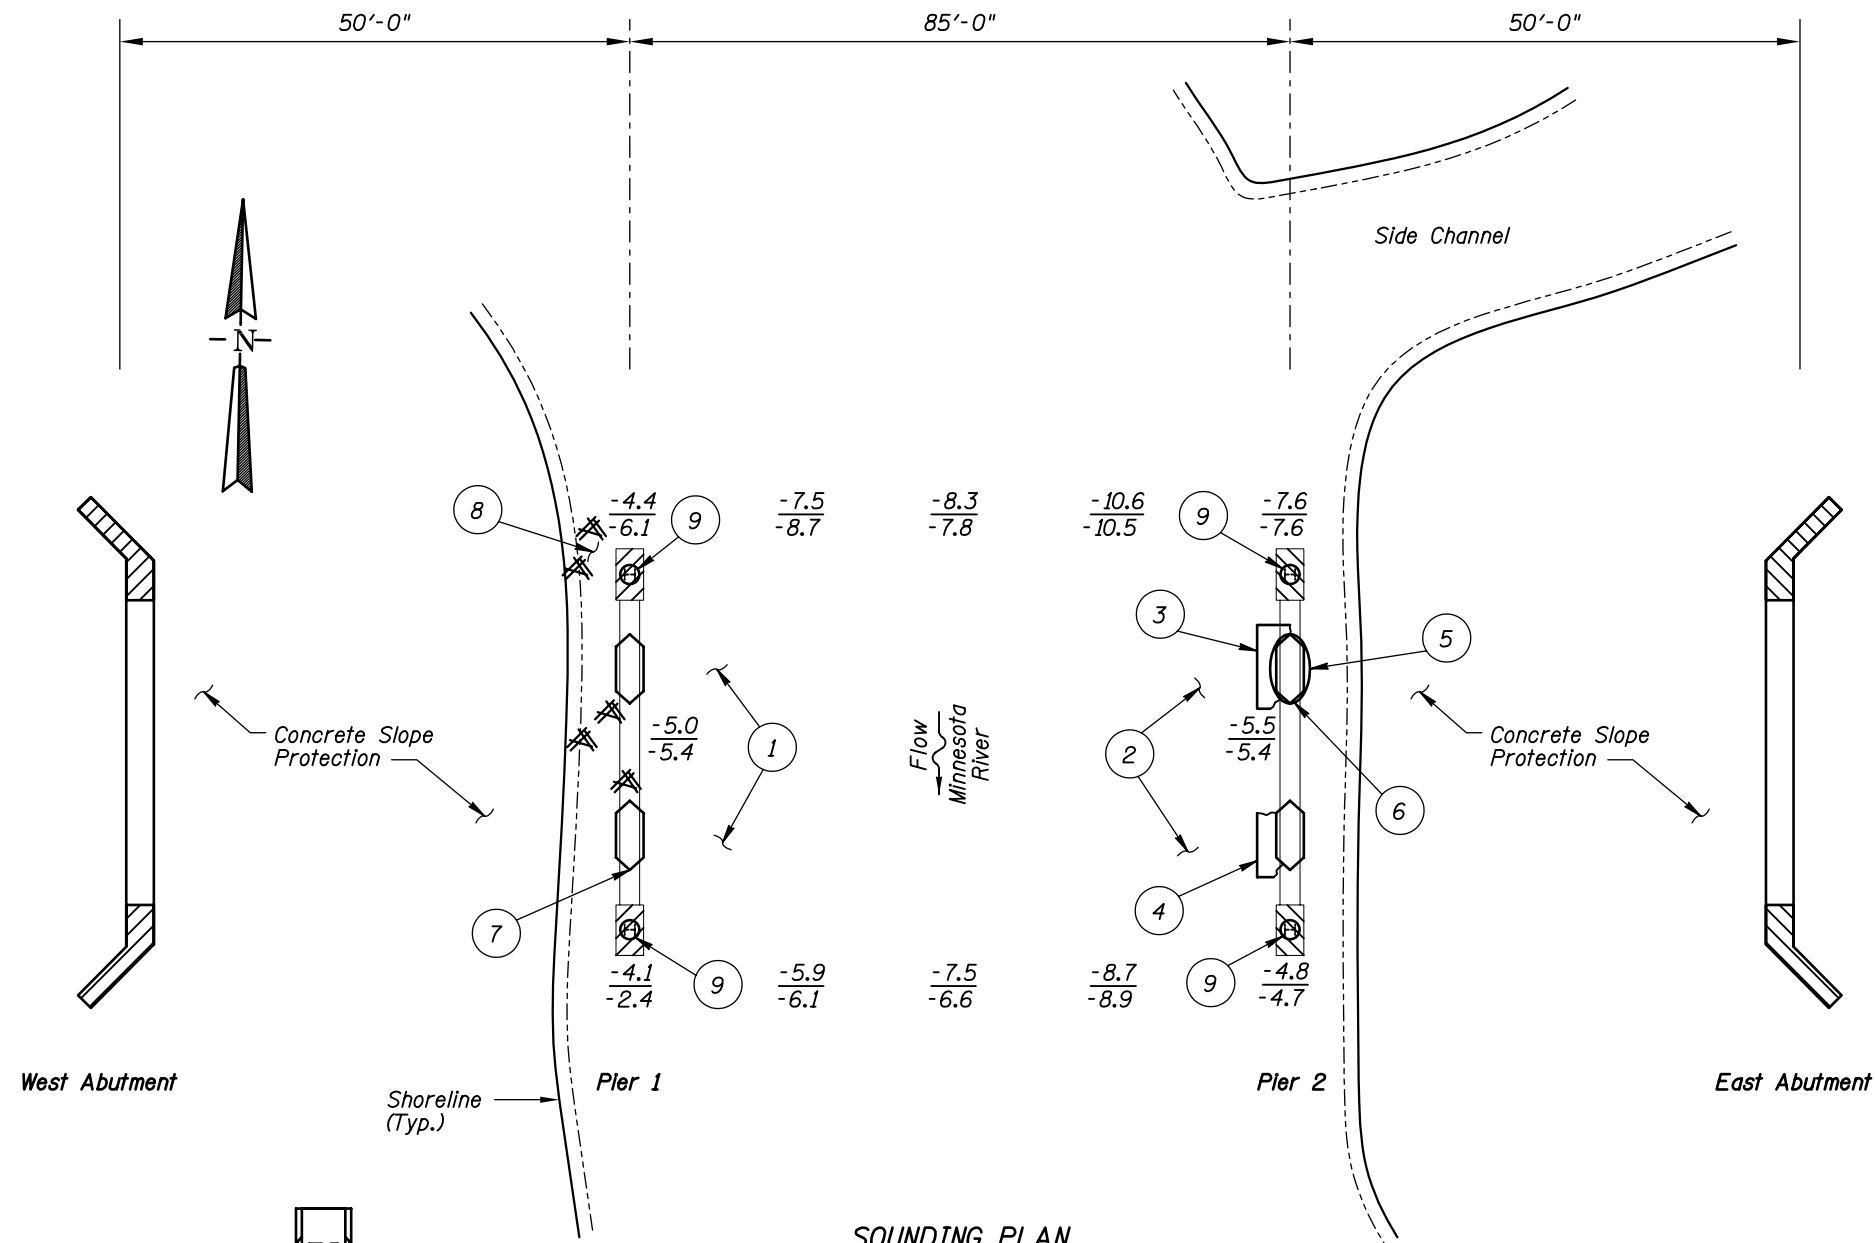 50'-0"
85'-0"
50'-0"
Side Channel
N
-4.4
-6.1
-7.5
-8.7
-8.3
-7.8
-10.6
-10.5
-7.6
-7.6
8
9
9
3
5
-5.0
-5.4
1
Flow
Minnesota
River
2
-5.5
-5.4
6
Concrete Slope
Protection
Concrete Slope
Protection
7
4
-4.1
-2.4
9
-5.9
-6.1
-7.5
-6.6
-8.7
-8.9
9
-4.8
-4.7
West Abutment
Pier 1
Pier 2
East Abutment
Shoreline
(Typ.)
SOUNDING PLAN